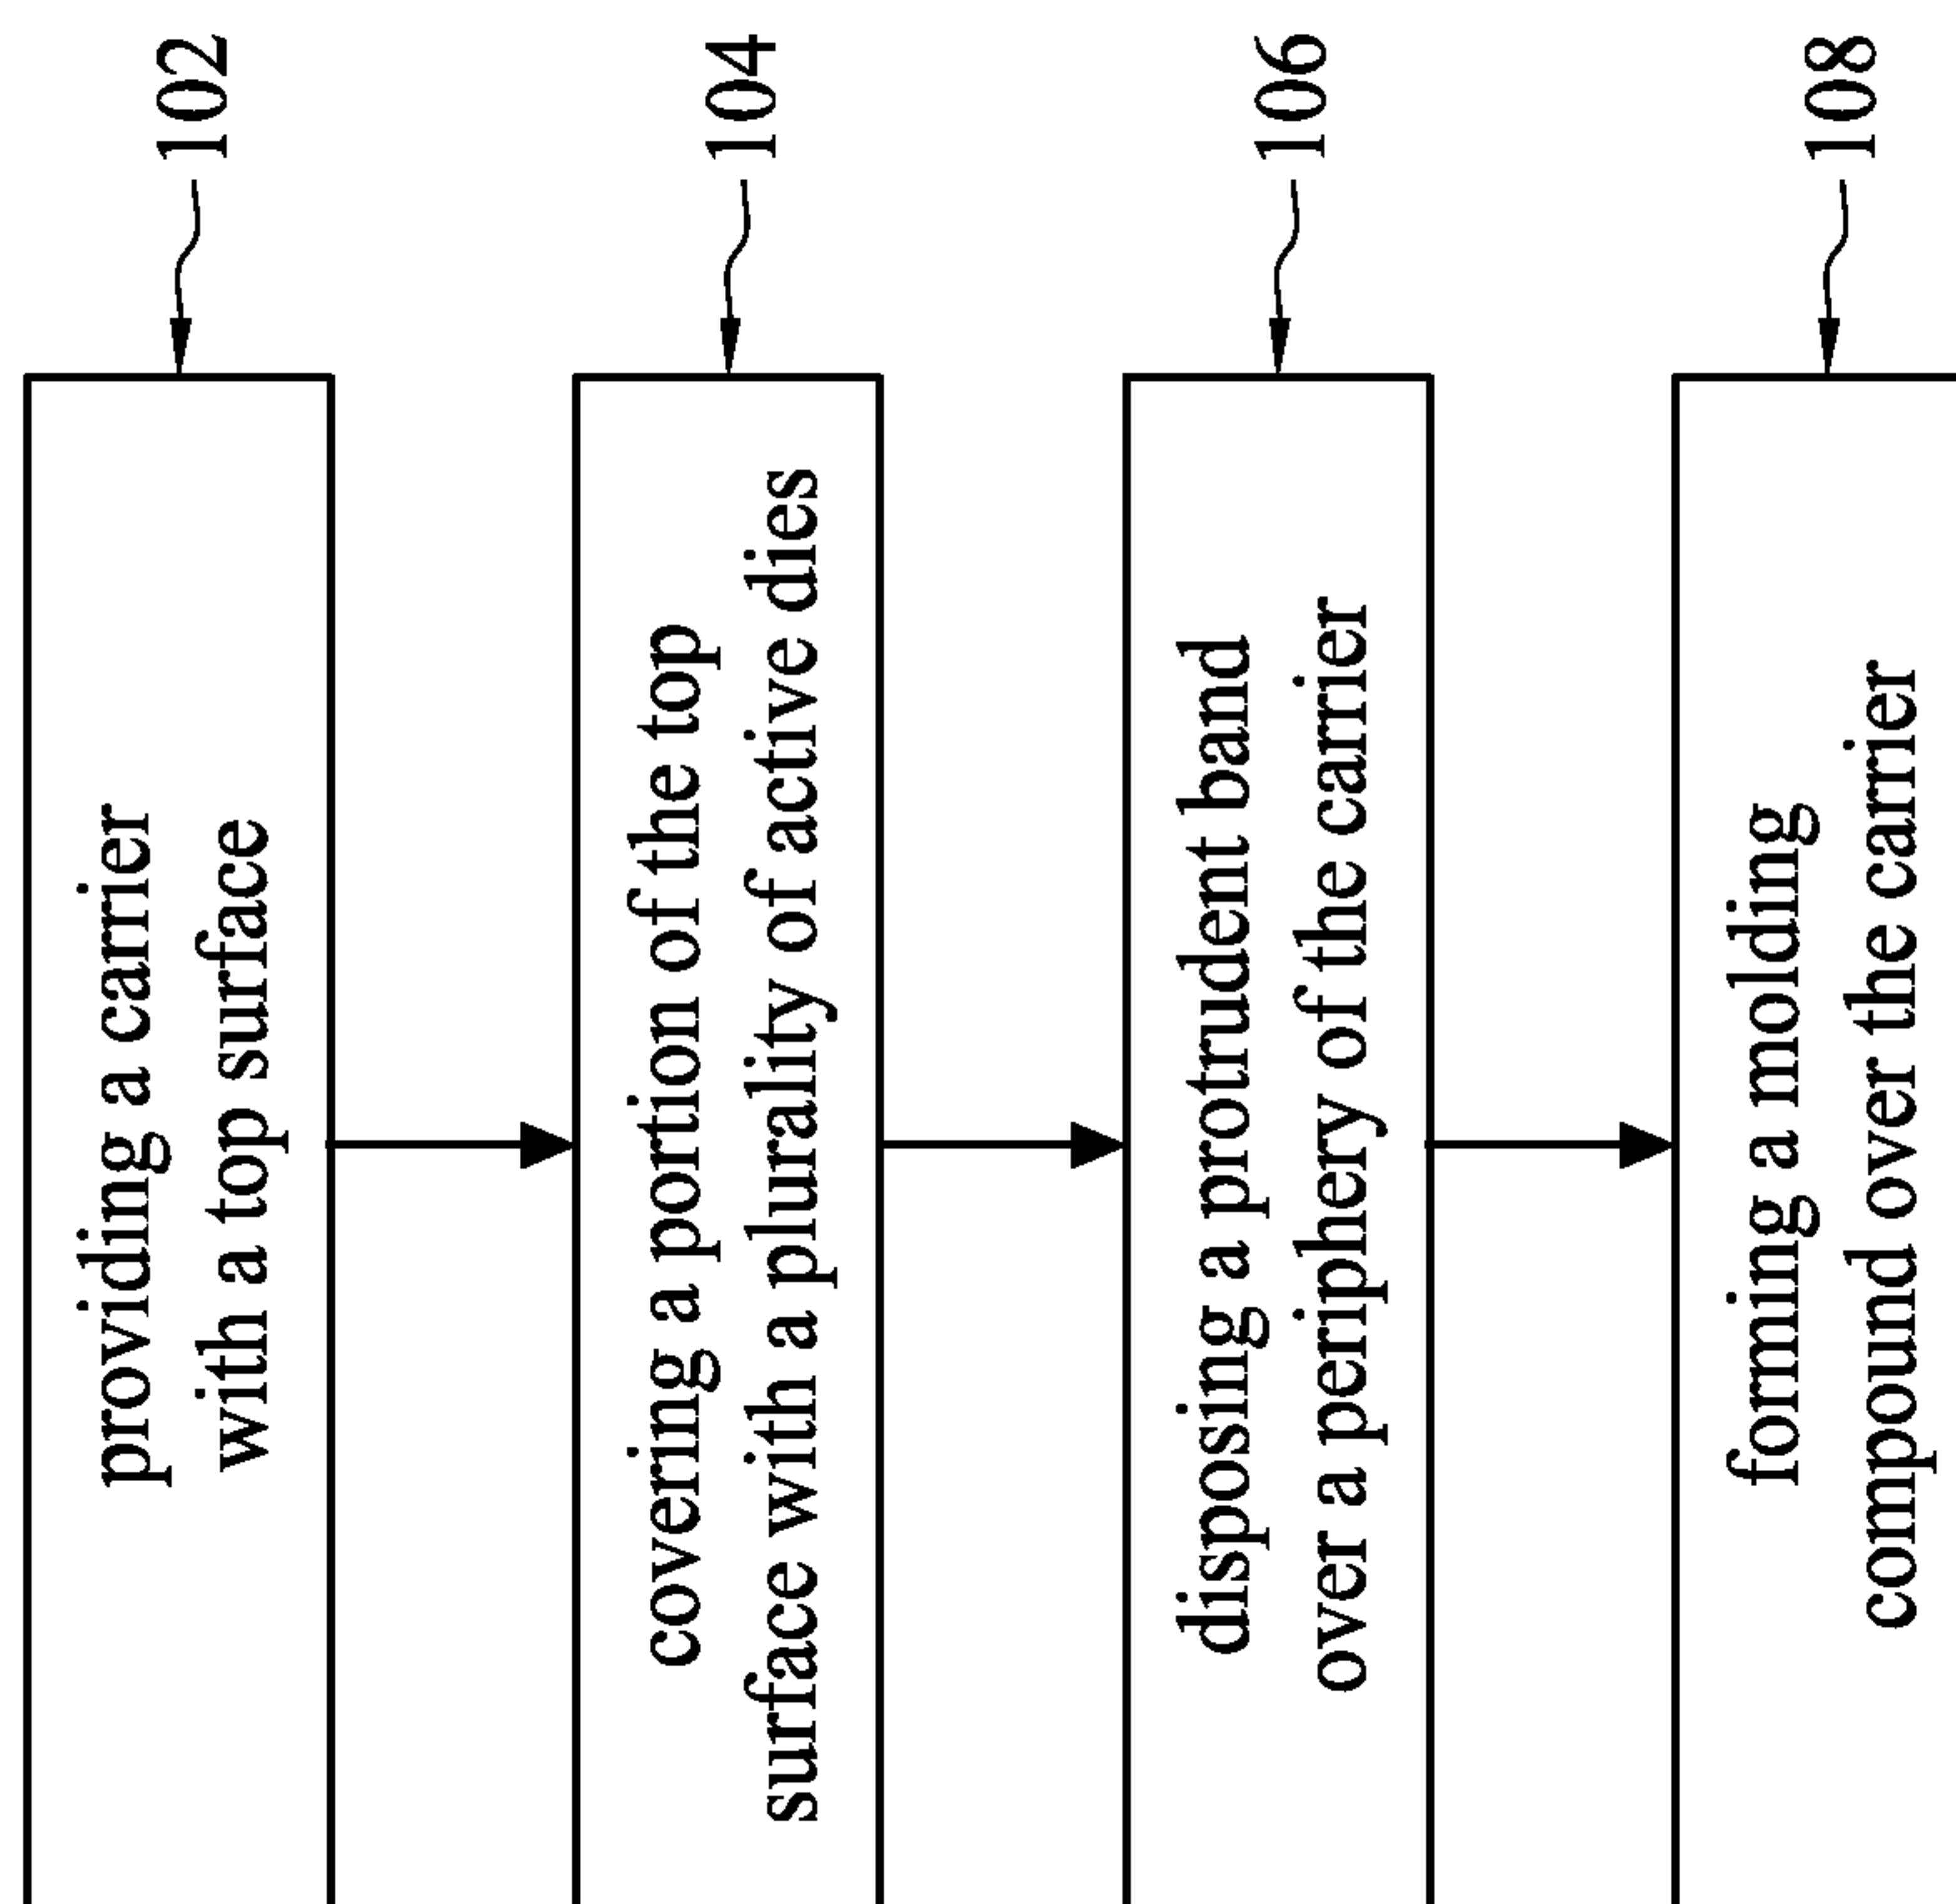 providing a carrier
with a top surface
102
covering a portion of the top
surface with a plurality of active dies
104
disposing a protrudent band
over a periphery of the carrier
106
forming a molding
compound over the carrier
108